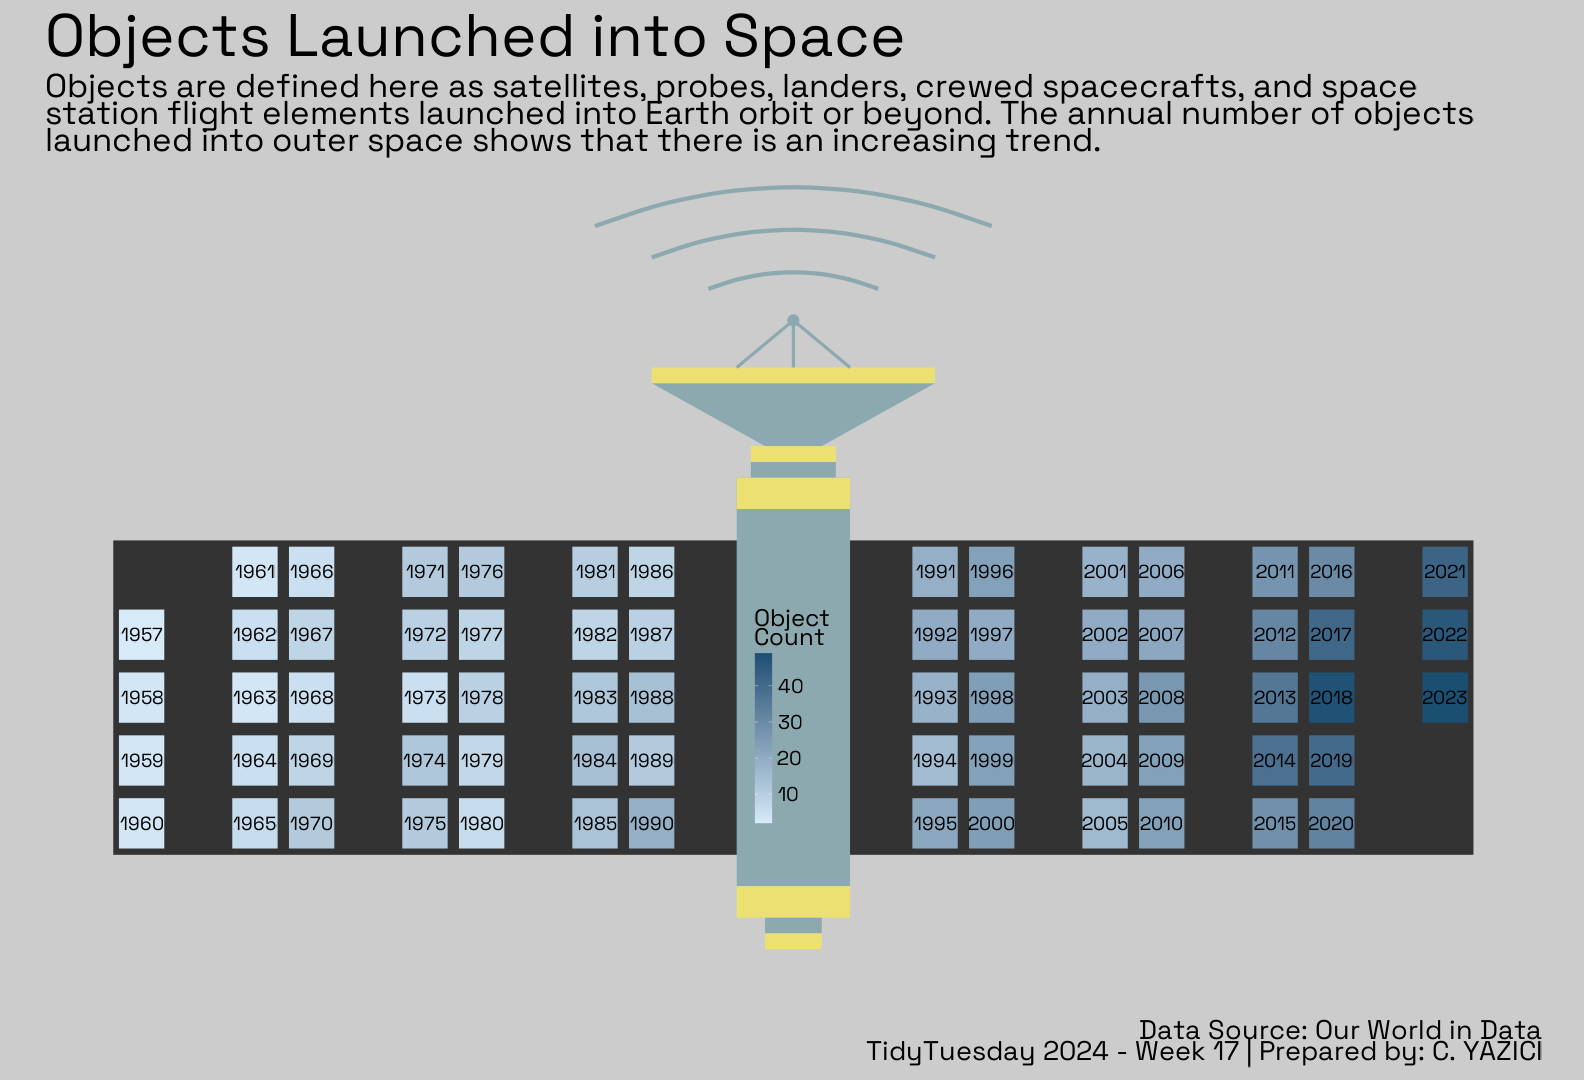 Objects Launched into Space
Objects are defined here as satellites, probes, landers, crewed spacecrafts, and space
station flight elements launched into Earth orbit or beyond. The annual number of objects
launched into outer space shows that there is an increasing trend.
1961 1966 1971 1976 1981 1986 1991 1996 2001 2006 2011 2016 2021
Object
Count
1957 1962 1967 1972 1977 1982 1987 1992 1997 2002 2007 2012 2017 2022
40
1958 1963 1968 1973 1978 1983 1988 1993 1998 2003 2008 2013 2018 2023
30
20
1959 1964 1969 1974 1979 1984 1989 1994 1999 2004 2009 2014 2019
10
1960 1965 1970 1975 1980 1985 1990 1995 2000 2005 2010 2015 2020
Data Source: Our World in Data
TidyTuesday 2024 - Week 17 | Prepared by: C. YAZICI